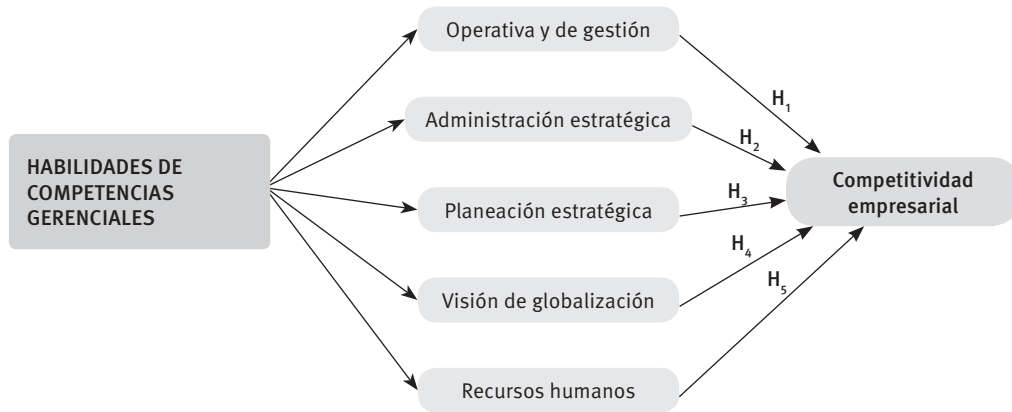 HABILIDADES DE
COMPETENCIAS
GERENCIALES
Operativa y de gestión
Administración estratégica
Planeación estratégica
Visión de globalización
Recursos humanos
H₁
H₂
H₃
H₄
H₅
Competitividad
empresarial